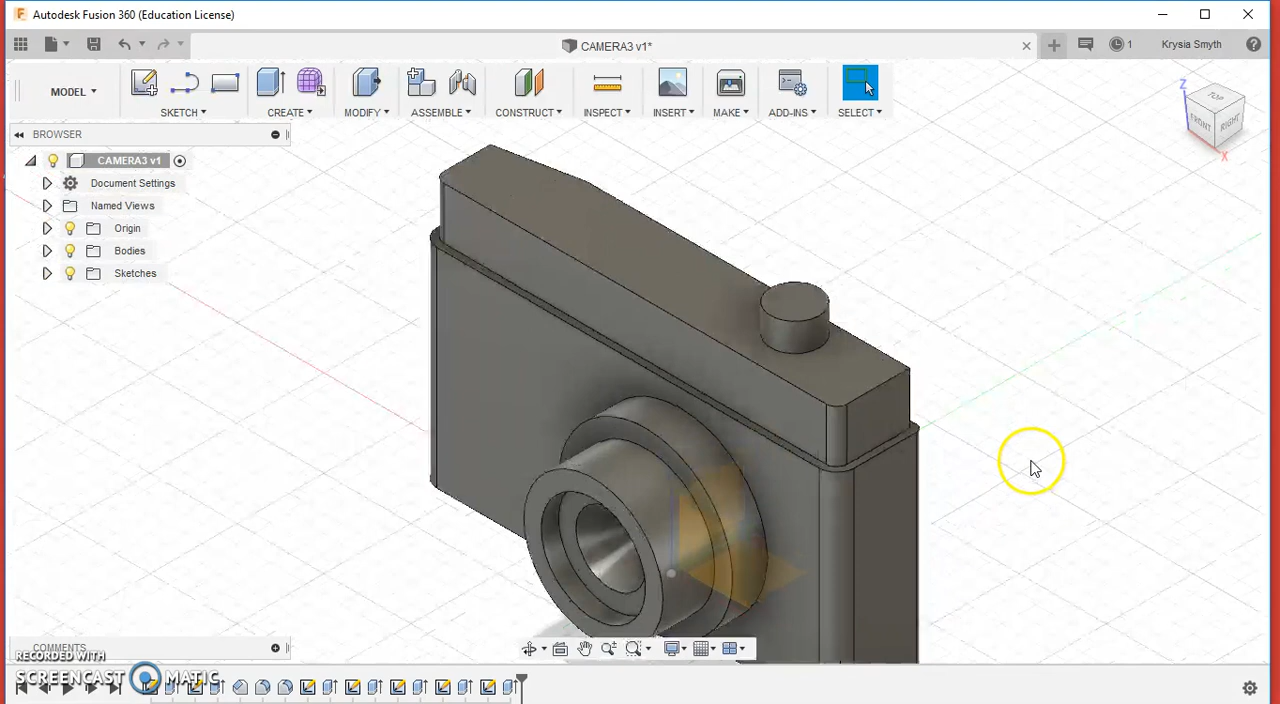 Autodesk Fusion 360 (Education License)
CAMERA3 v1*
1
Krysia Smyth
MODEL
SKETCH
CREATE
MODIFY
ASSEMBLE
CONSTRUCT
INSPECT
INSERT
MAKE
ADD-INS
SELECT
TOP
FRONT
RIGHT
Z
X
BROWSER
CAMERA3 v1
Document Settings
Named Views
Origin
Bodies
Sketches
COMMENTS
RECORDED WITH
SCREENCAST MATIC